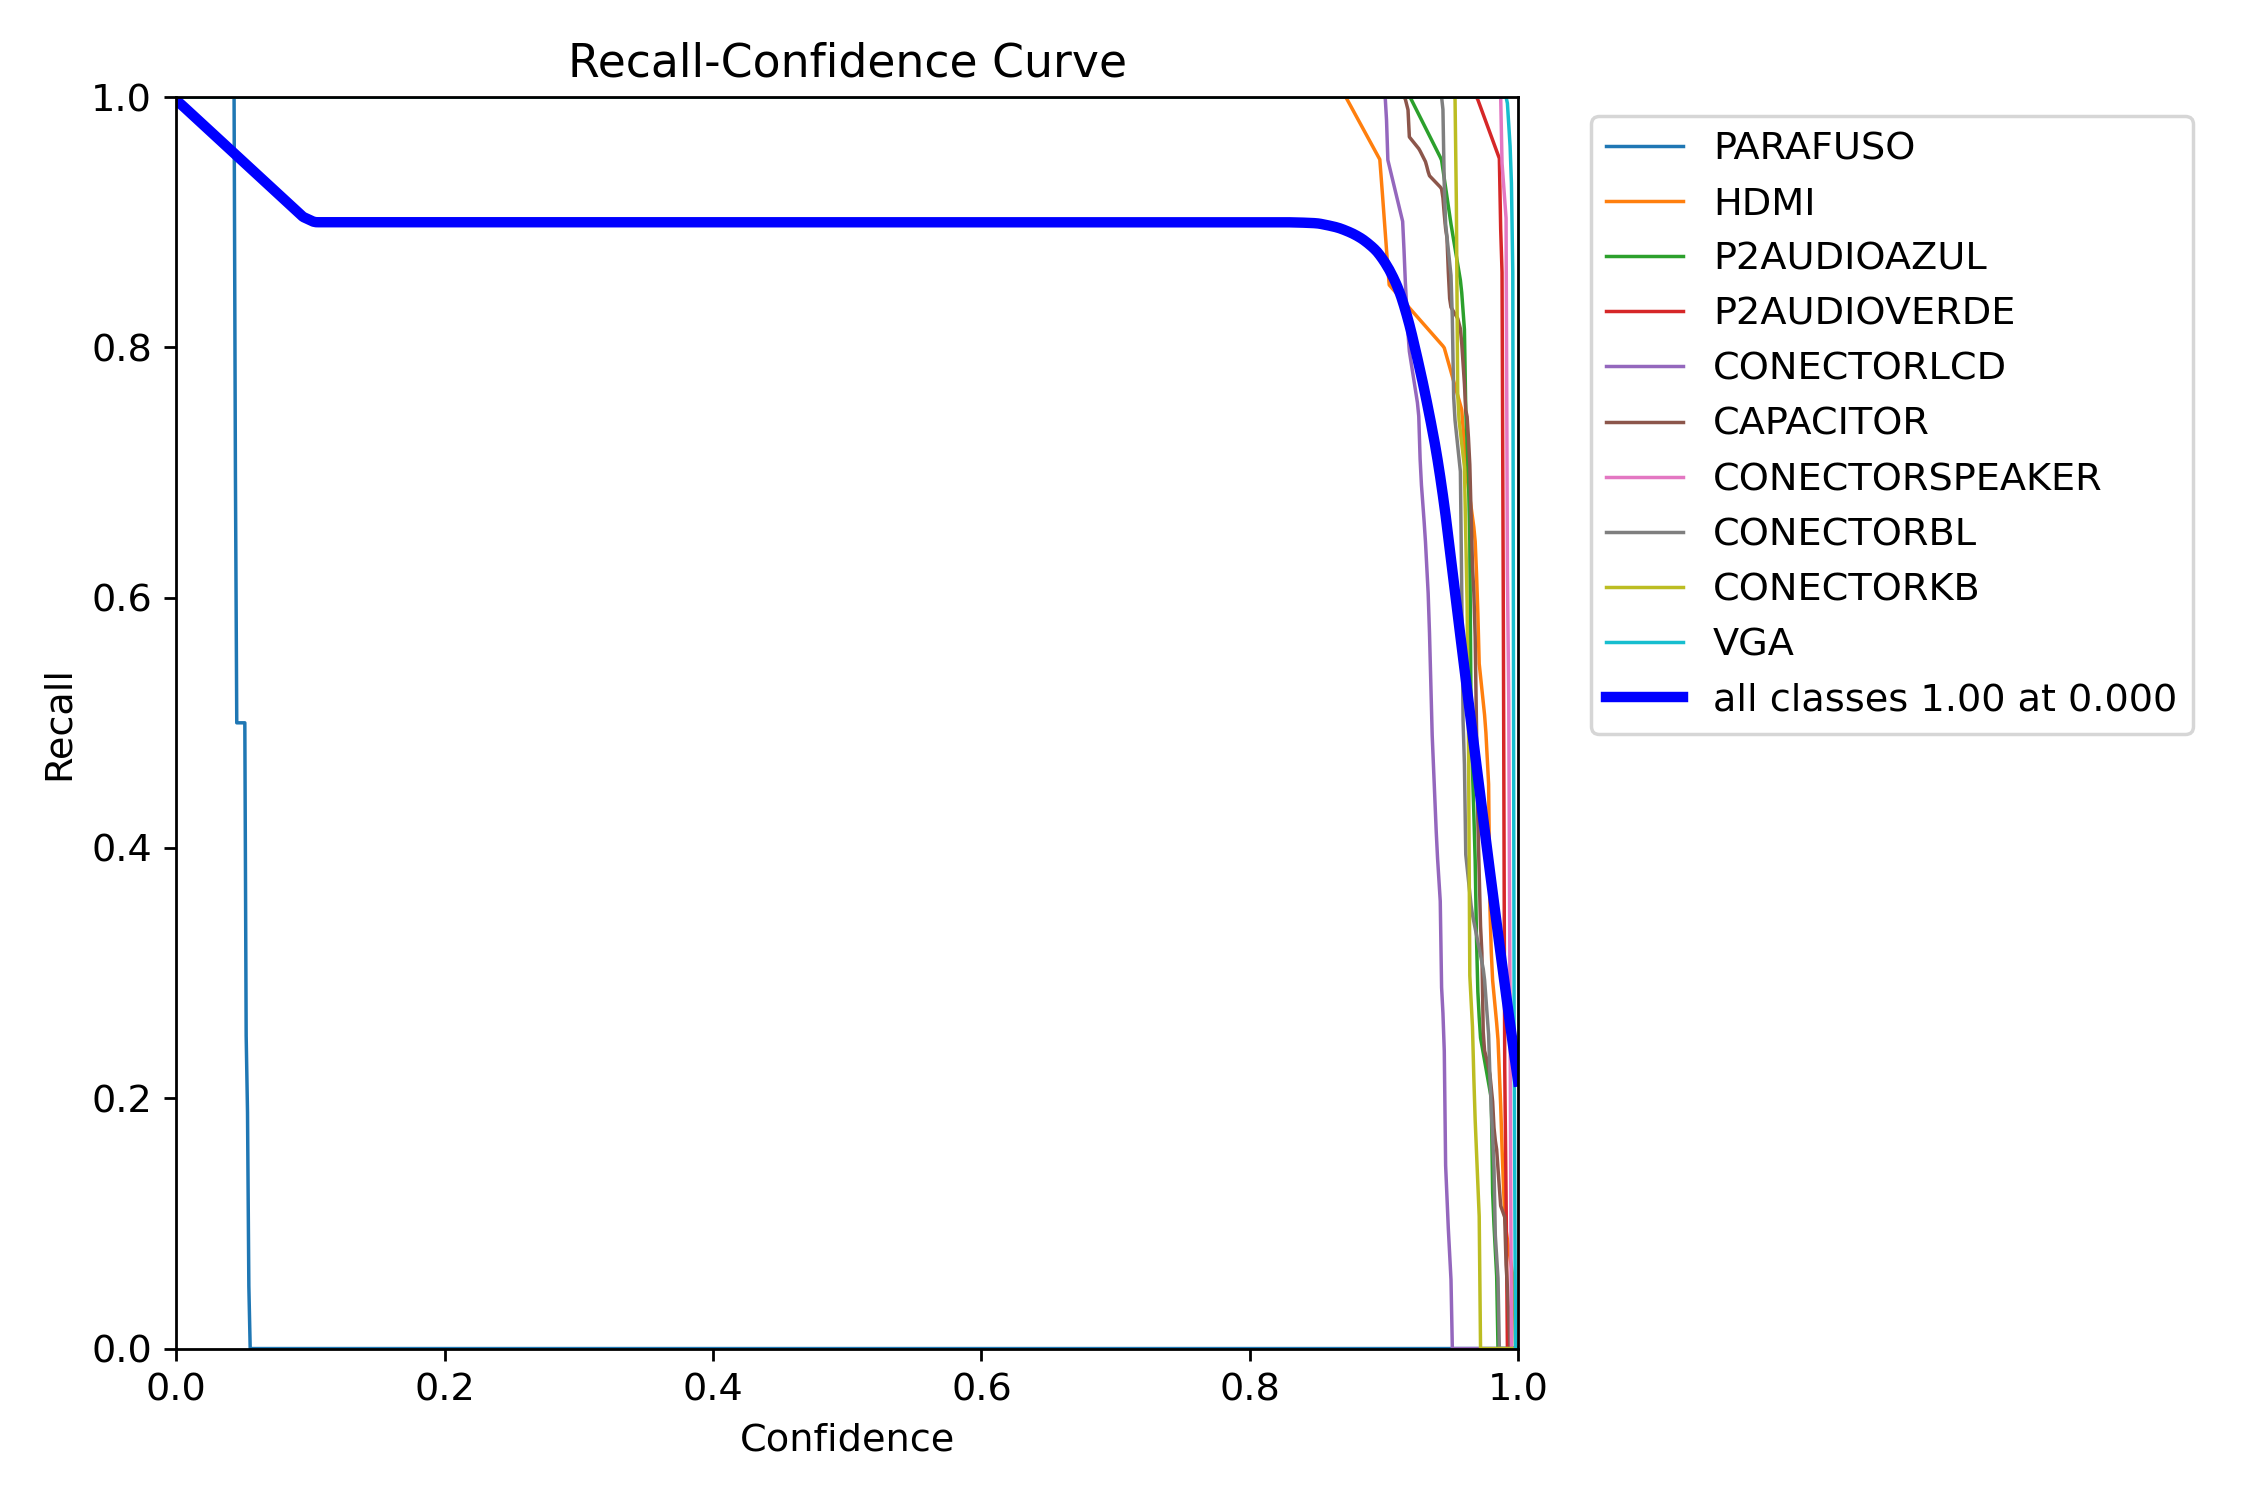 Recall-Confidence Curve
1.0
0.8
0.6
0.4
0.2
0.0
Recall
0.0 0.2 0.4 0.6 0.8 1.0
Confidence
PARAFUSO
HDMI
P2AUDIOAZUL
P2AUDIOVERDE
CONECTORLCD
CAPACITOR
CONECTORSPEAKER
CONECTORBL
CONECTORKB
VGA
all classes 1.00 at 0.000